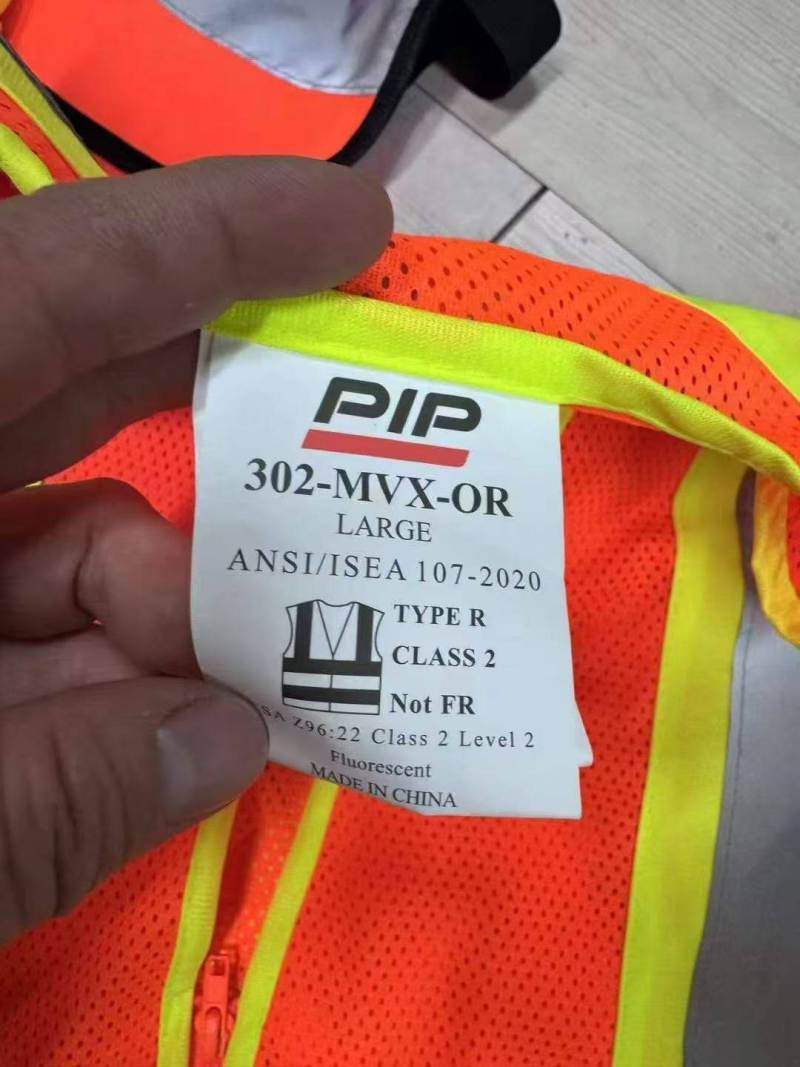 PIP
302-MVX-OR
LARGE
ANSI/ISEA 107-2020
TYPE R
CLASS 2
Not FR
Z96:22 Class 2 Level 2
Fluorescent
MADE IN CHINA